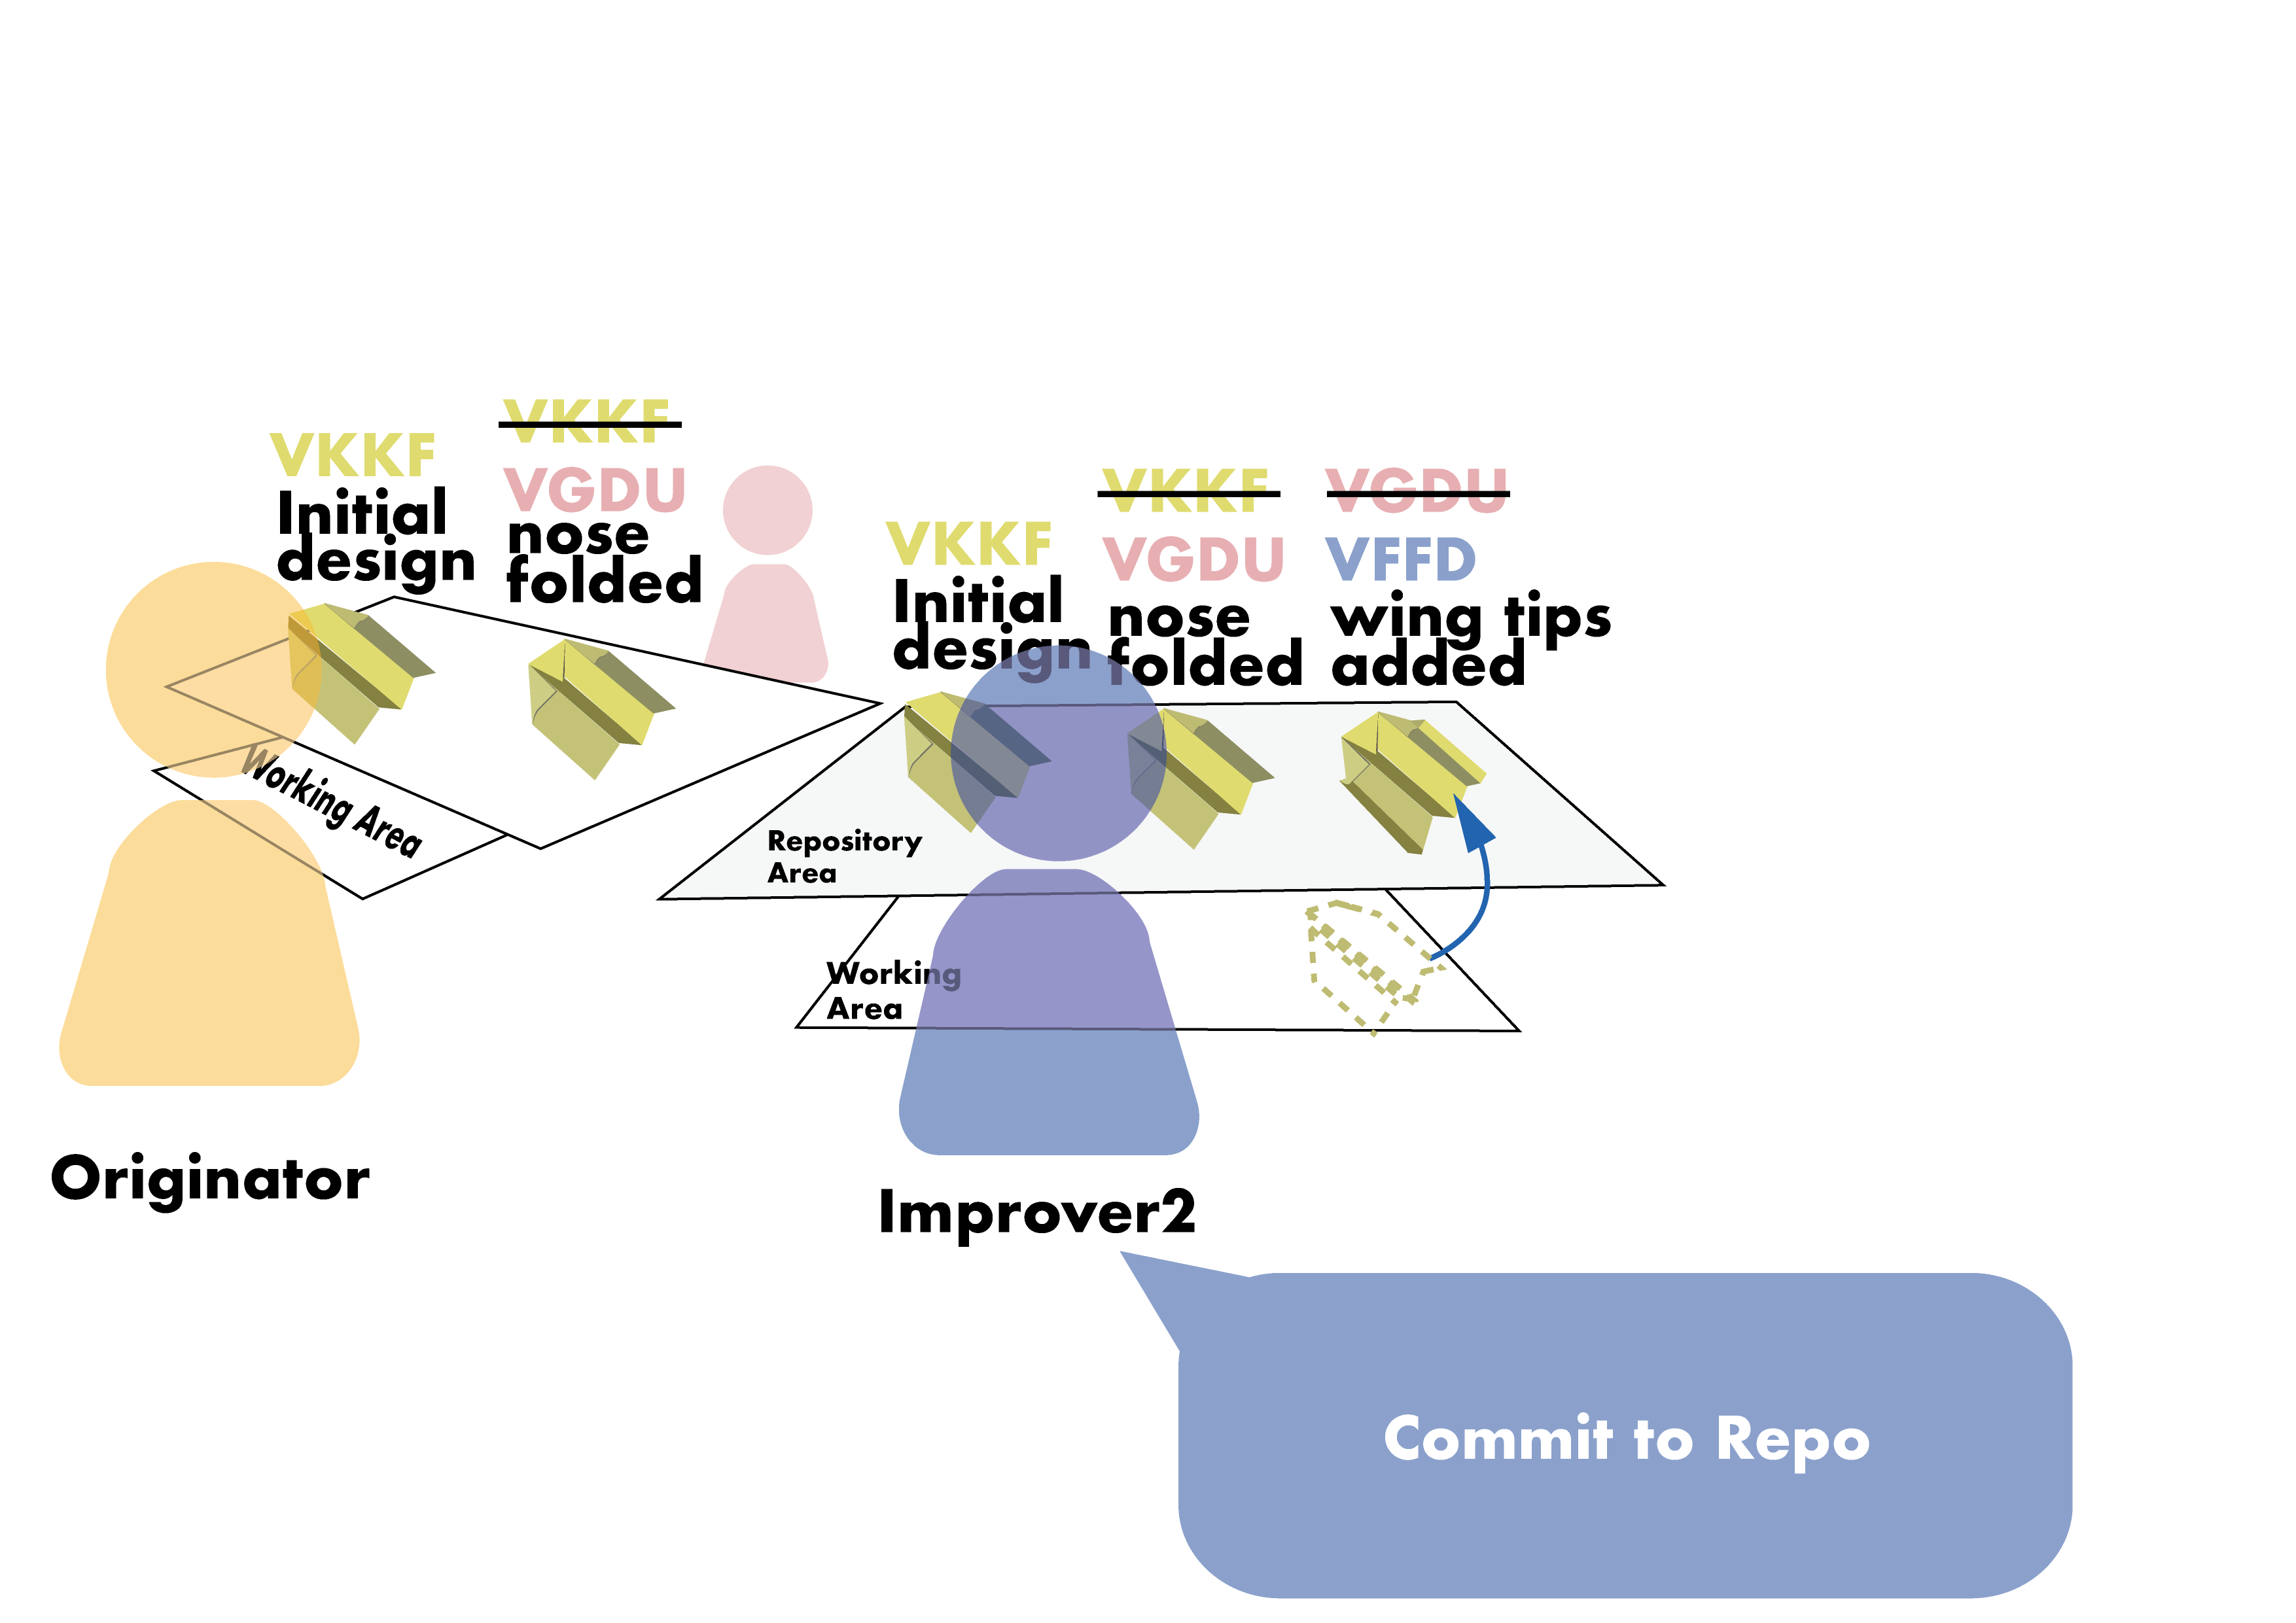 VKKF
Initial
design
VKKF
VGDU
nose
folded
Working Area
VKKF
Initial
design
VKKF
VGDU
nose
folded
VGDU
VFFD
wing tips
added
Repository
Area
Working
Area
Originator
Improver2
Commit to Repo